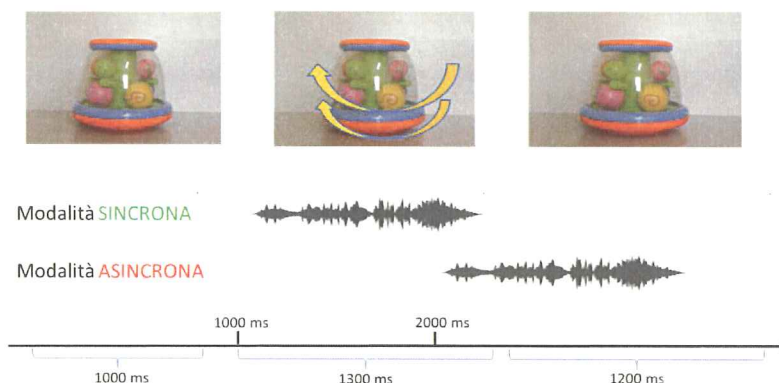 Modalità SINCRONA
Modalità ASINCRONA
1000 ms 2000 ms
1000 ms 1300 ms 1200 ms